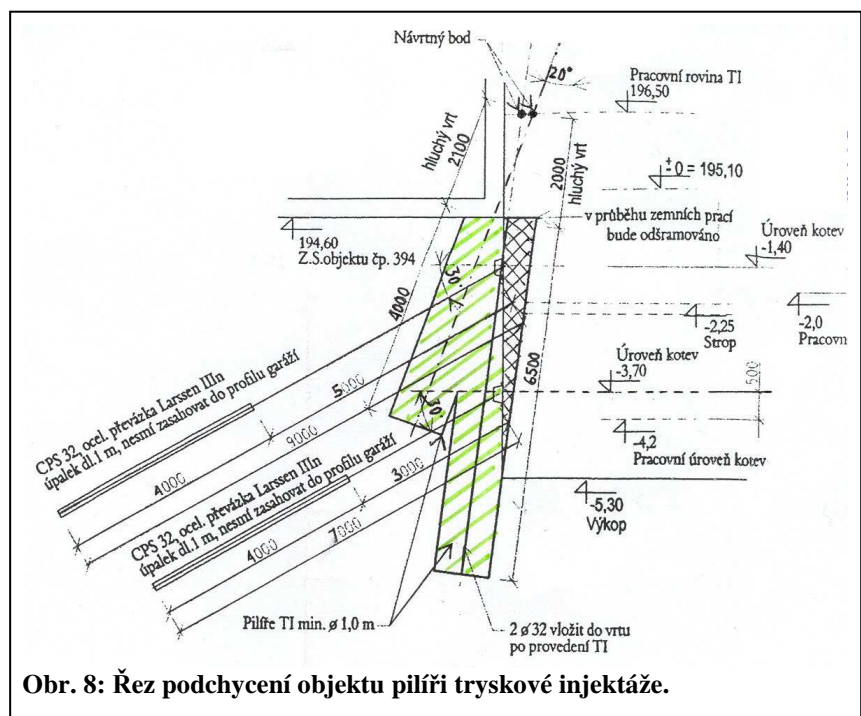 Návrtný bod
20°
Pracovní rovina TI
196,50
hluchý vrt
2100
2000
hluchý vrt
± 0 = 195,10
v průběhu zemních prací
bude odšramováno
194,60
Z.S.objektu čp. 394
Úroveň kotev
-1,40
30°
4000
-2,25
Strop
-2,0
Pracovn
6500
Úroveň kotev
-3,70
500
30°
-4,2
Pracovní úroveň kotev
CPS 32, ocel. převázka Larssen IIIn
úpalek dl.1 m, nesmí zasahovat do profilu garáží
5000
4000
9000
CPS 32, ocel. převázka Larssen IIIn
úpalek dl.1 m, nesmí zasahovat do profilu garáží
3000
4000
7000
-5,30
Výkop
Pilíře TI min. ø 1,0 m
2 ø 32 vložit do vrtu
po provedení TI
Obr. 8: Řez podchycení objektu pilíři tryskové injektáže.